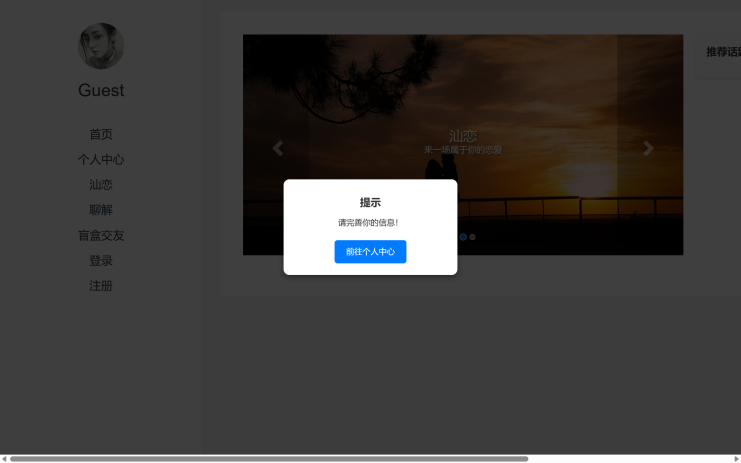 Guest
首页
个人中心
汕恋
聊解
盲盒交友
登录
注册
汕恋
来一场属于你的恋爱
推荐话题
提示
请完善你的信息!
前往个人中心